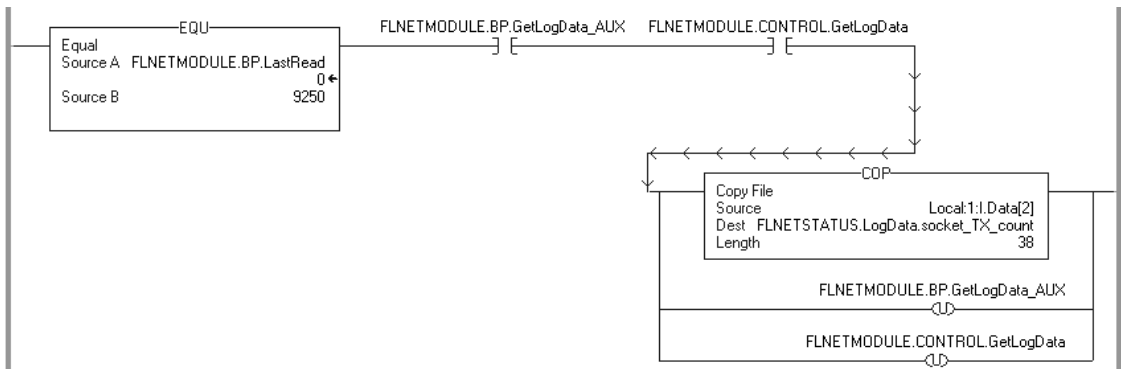 EQU
Equal
Source A FLNETMODULE.BP.LastRead
0
Source B 9250
FLNETMODULE.BP.GetLogData_AUX
FLNETMODULE.CONTROL.GetLogData
COP
Copy File
Source Local:1:I.Data[2]
Dest FLNETSTATUS.LogData.socket_TX_count
Length 38
FLNETMODULE.BP.GetLogData_AUX
U
FLNETMODULE.CONTROL.GetLogData
U